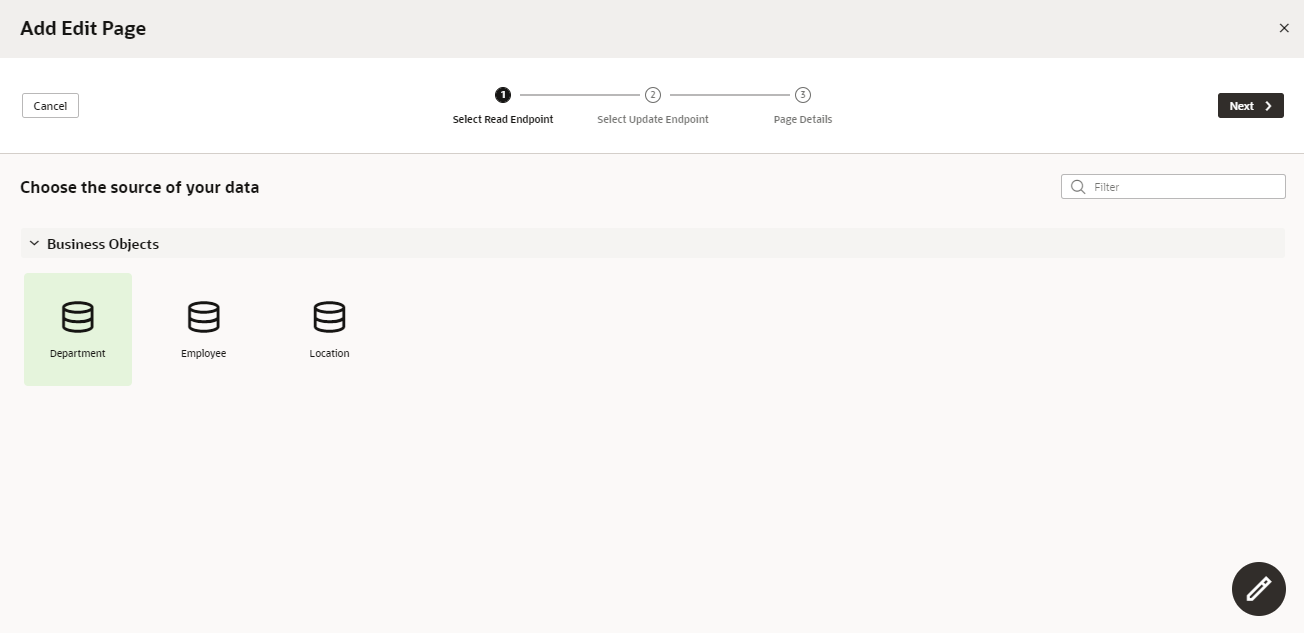 Add Edit Page
Cancel
1
2
3
Select Read Endpoint
Select Update Endpoint
Page Details
Next
Choose the source of your data
Filter
Business Objects
Department
Employee
Location